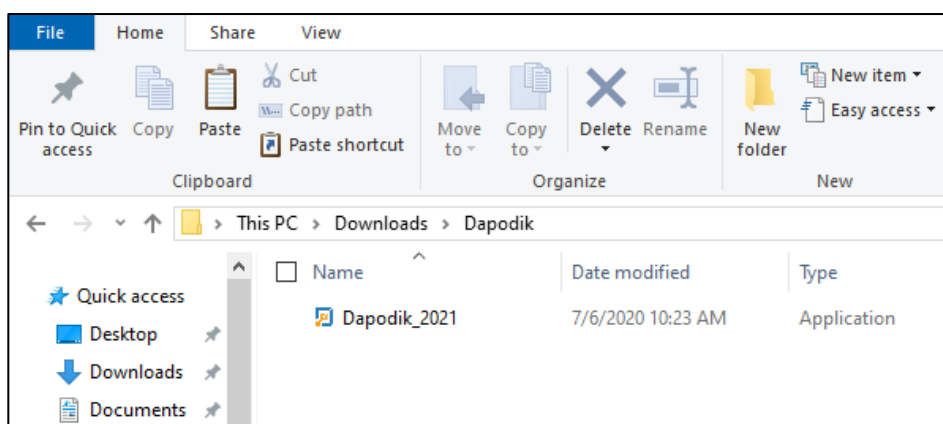 File Home Share View
Pin to Quick access
Copy
Paste
Cut
Copy path
Paste shortcut
Move to
Copy to
Delete
Rename
New folder
New item
Easy access
Clipboard
Organize
New
This PC > Downloads > Dapodik
Name Date modified Type
Quick access
Desktop
Downloads
Documents
Dapodik_2021 7/6/2020 10:23 AM Application